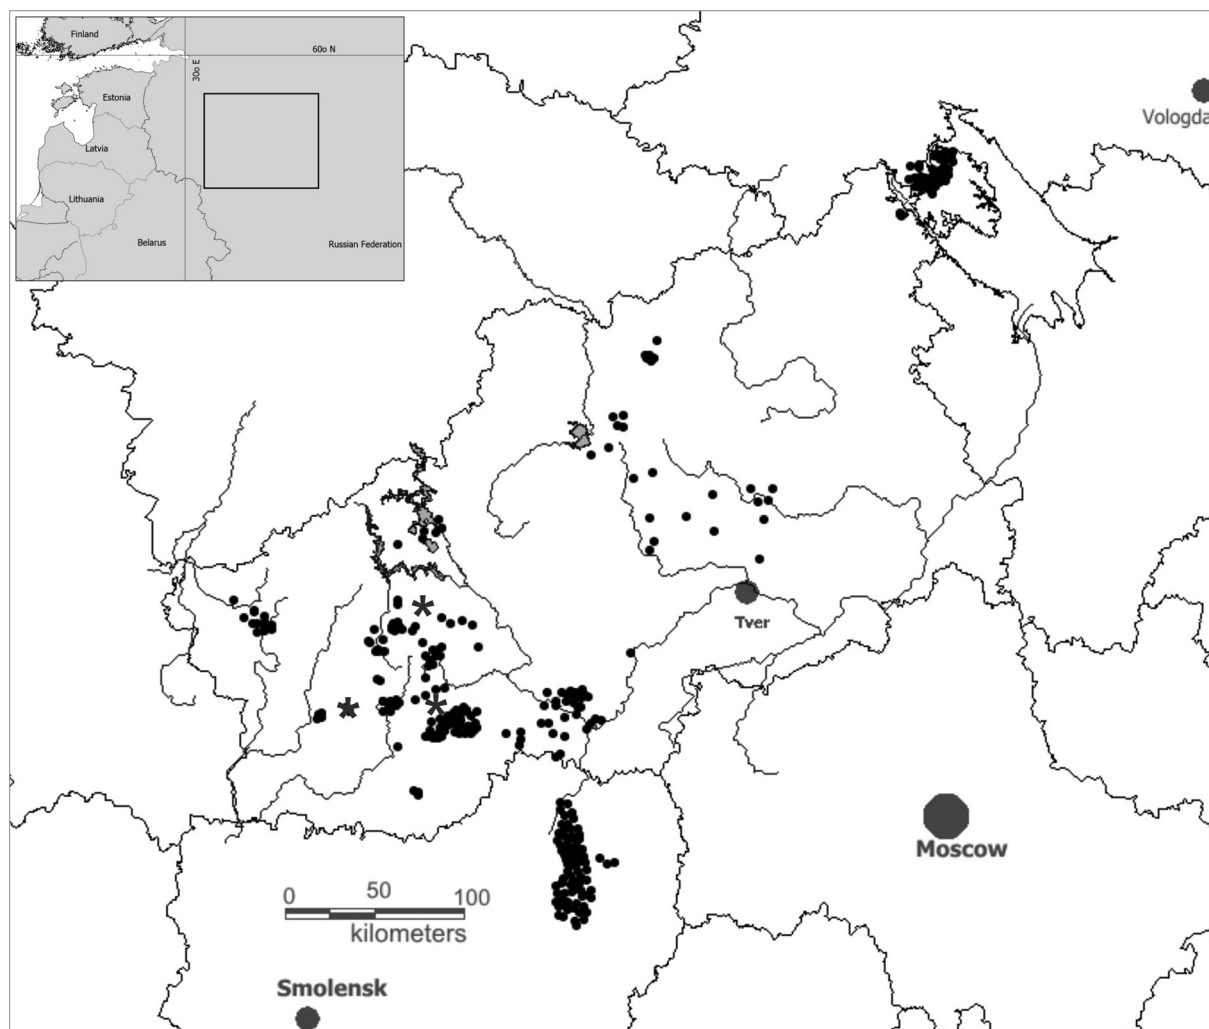 Finland
60o N
30o E
Estonia
Latvia
Lithuania
Belarus
Russian Federation
Vologda
Tver
Moscow
0 50 100
kilometers
Smolensk